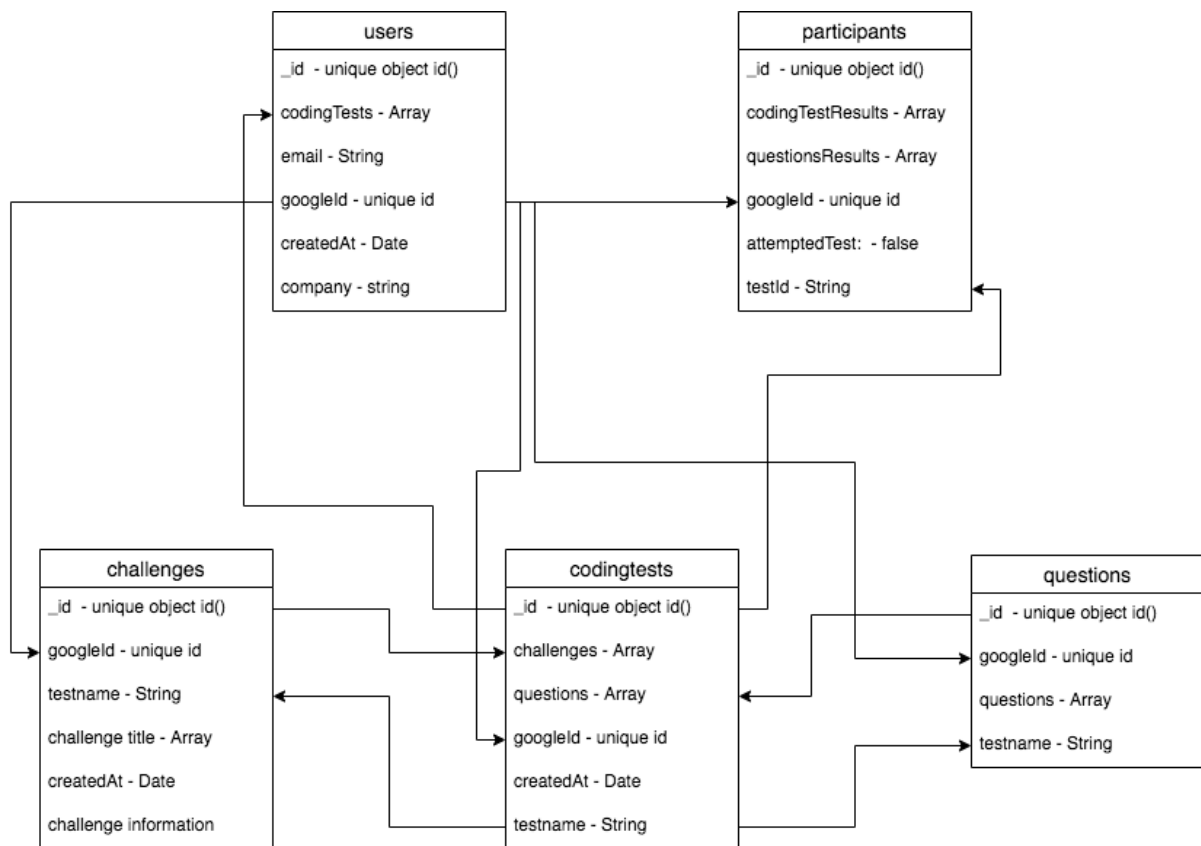 users
_id - unique object id()
codingTests - Array
email - String
googleId - unique id
createdAt - Date
company - string
participants
_id - unique object id()
codingTestResults - Array
questionsResults - Array
googleId - unique id
attemptedTest: - false
testId - String
challenges
_id - unique object id()
googleId - unique id
testname - String
challenge title - Array
createdAt - Date
challenge information
codingtests
_id - unique object id()
challenges - Array
questions - Array
googleId - unique id
createdAt - Date
testname - String
questions
_id - unique object id()
googleId - unique id
questions - Array
testname - String